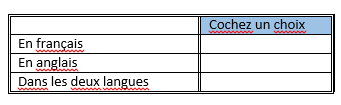 Cochez un choix
En français
En anglais
Dans les deux langues